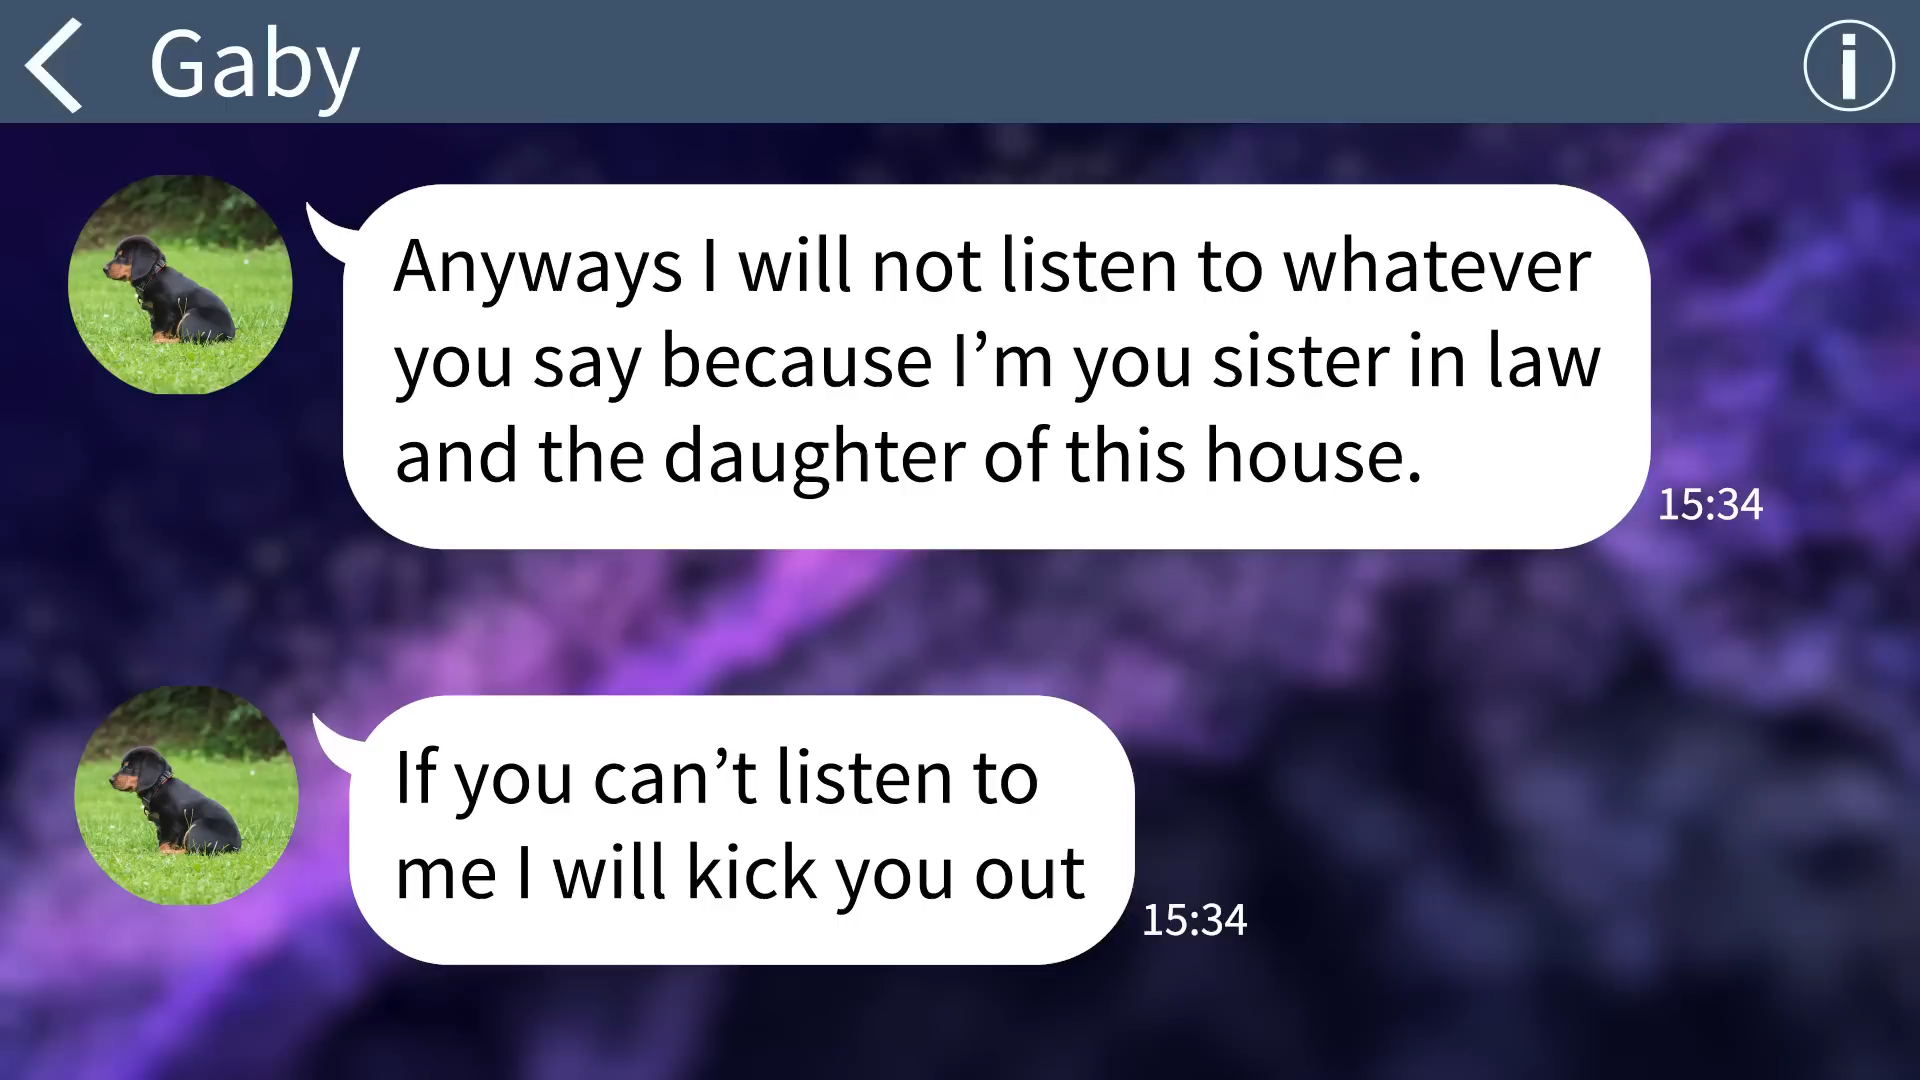 Gaby
Anyways I will not listen to whatever
you say because I’m you sister in law
and the daughter of this house.
15:34
If you can’t listen to
me I will kick you out
15:34